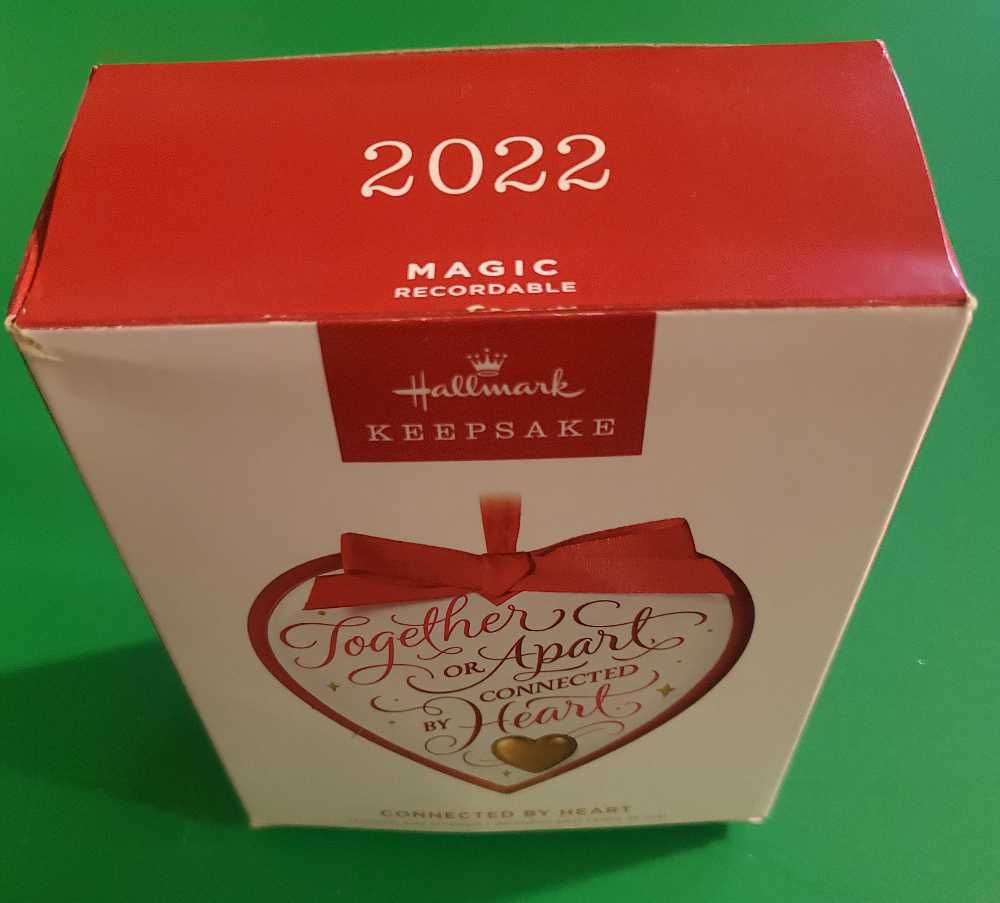 2022
MAGIC
RECORDABLE
Hallmark
KEEPSAKE
Together
OR Apart,
CONNECTED
BY Heart
CONNECTED BY HEART